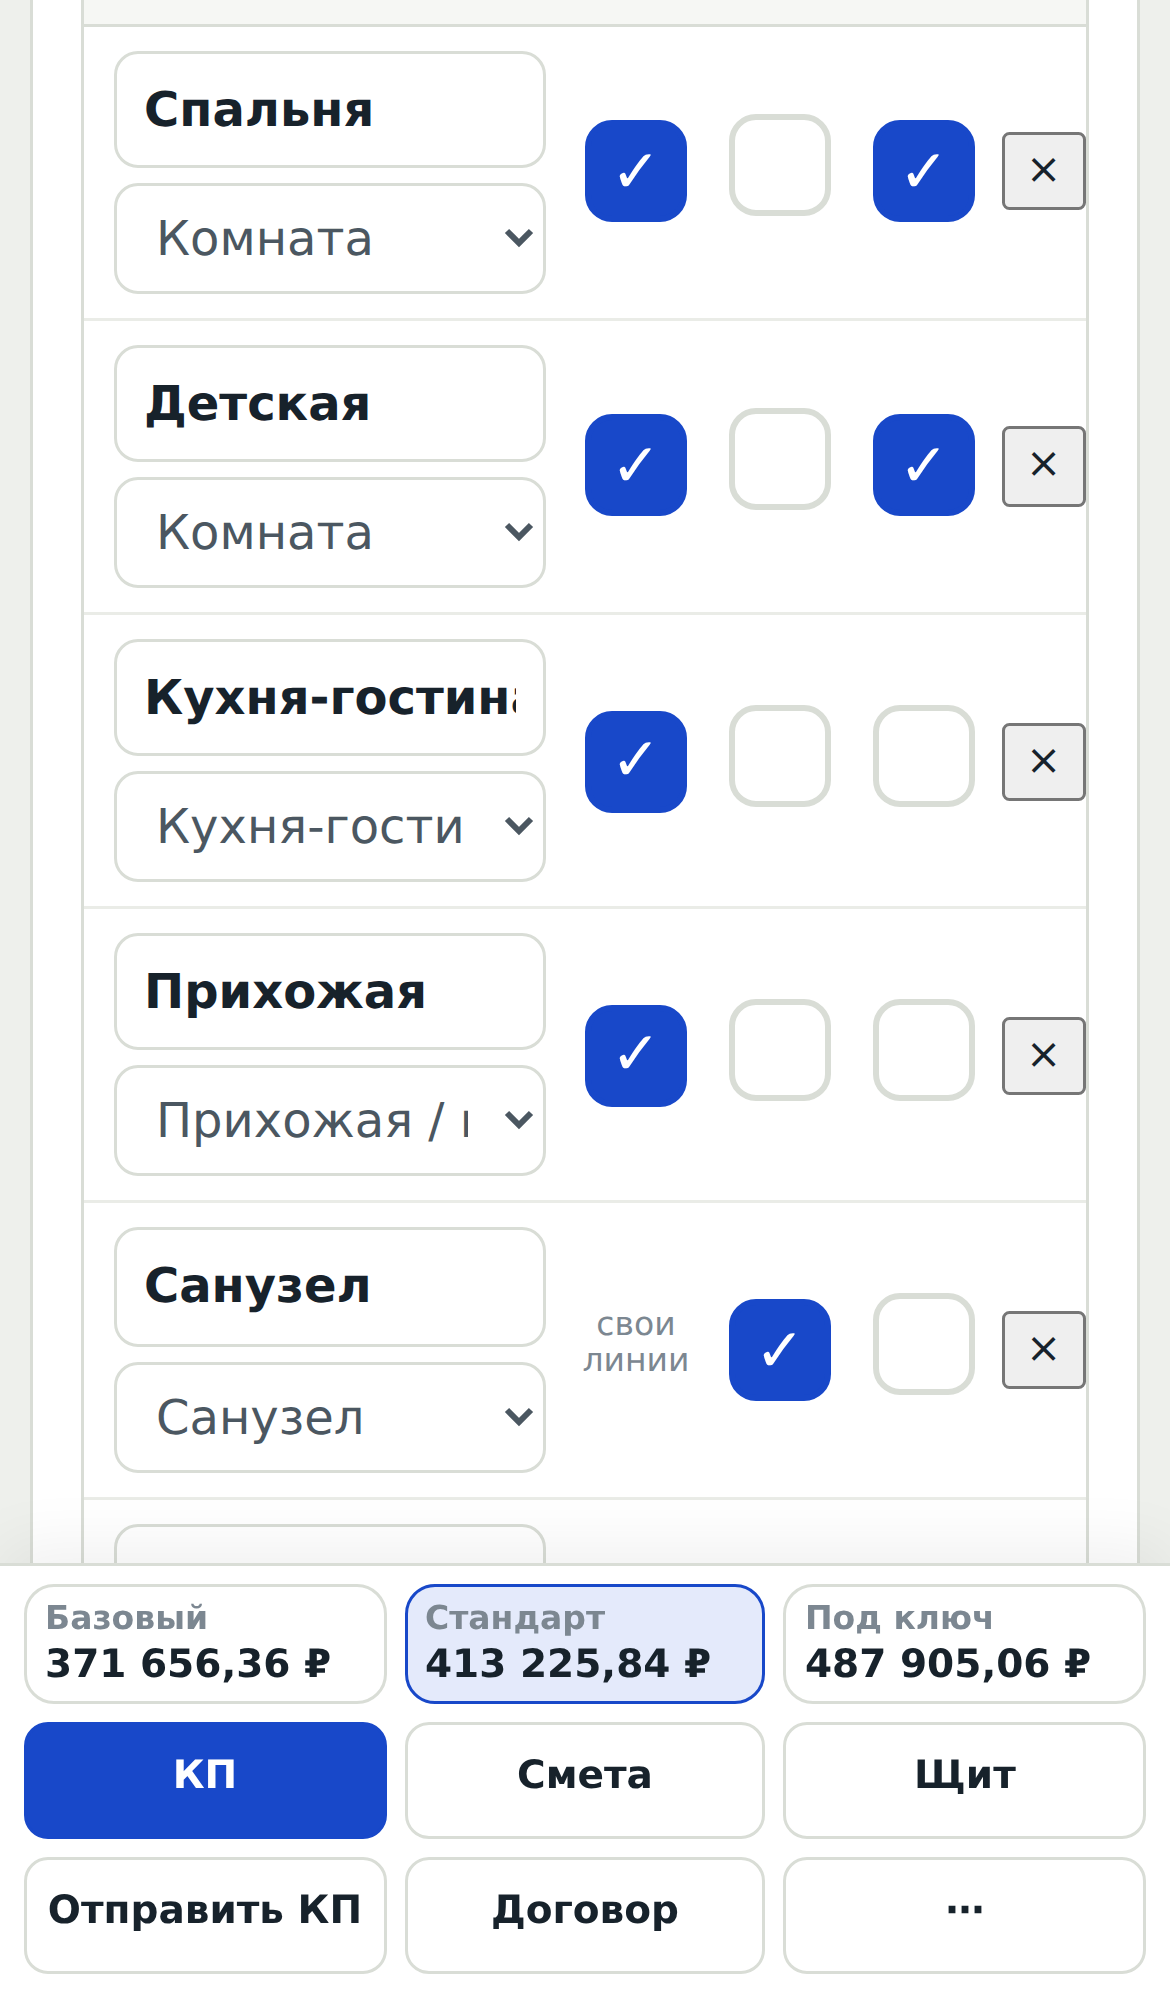 Спальня
✓ ✓ ×
Комната
Детская
✓ ✓ ×
Комната
Кухня-гостина
✓ ×
Кухня-гости
Прихожая
✓ ×
Прихожая /
Санузел
свои
линии
✓ ×
Санузел
Базовый Стандарт Под ключ
371 656,36 ₽ 413 225,84 ₽ 487 905,06 ₽
КП Смета Щит
Отправить КП Договор ...